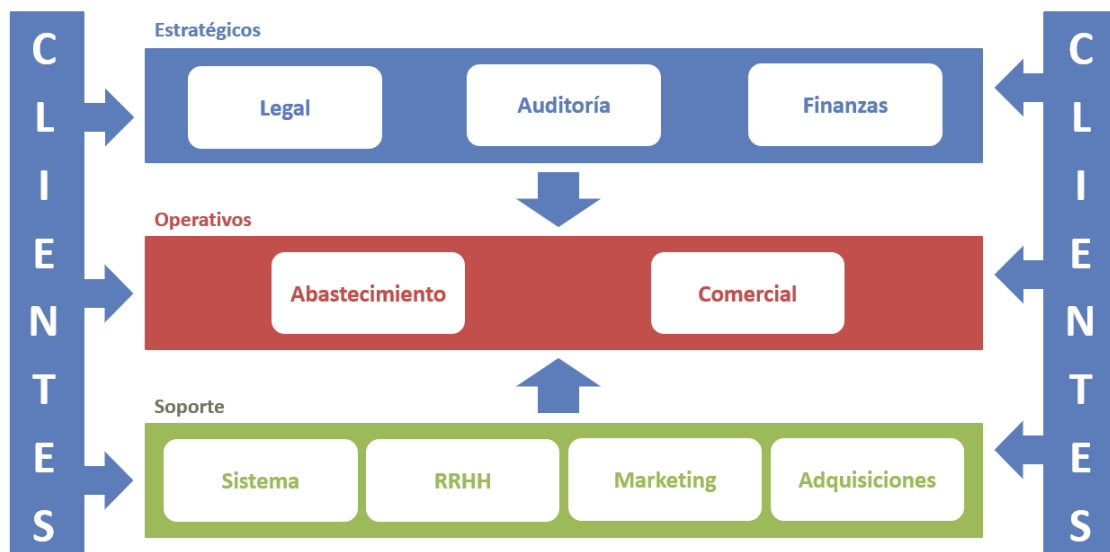 CLIENTES
Estratégicos
Legal
Auditoría
Finanzas
Operativos
Abastecimiento
Comercial
Soporte
Sistema
RRHH
Marketing
Adquisiciones
CLIENTES